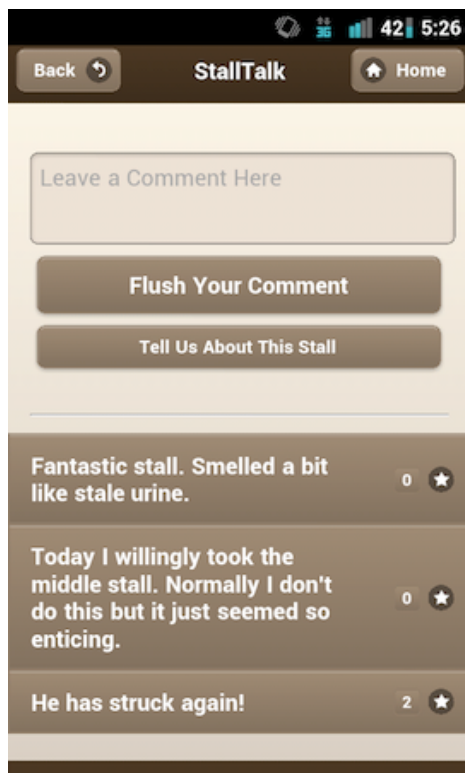 3G 42 5:26
Back StallTalk Home
Leave a Comment Here
Flush Your Comment
Tell Us About This Stall
Fantastic stall. Smelled a bit
like stale urine.
0
Today I willingly took the
middle stall. Normally I don't
do this but it just seemed so
enticing.
0
He has struck again!
2